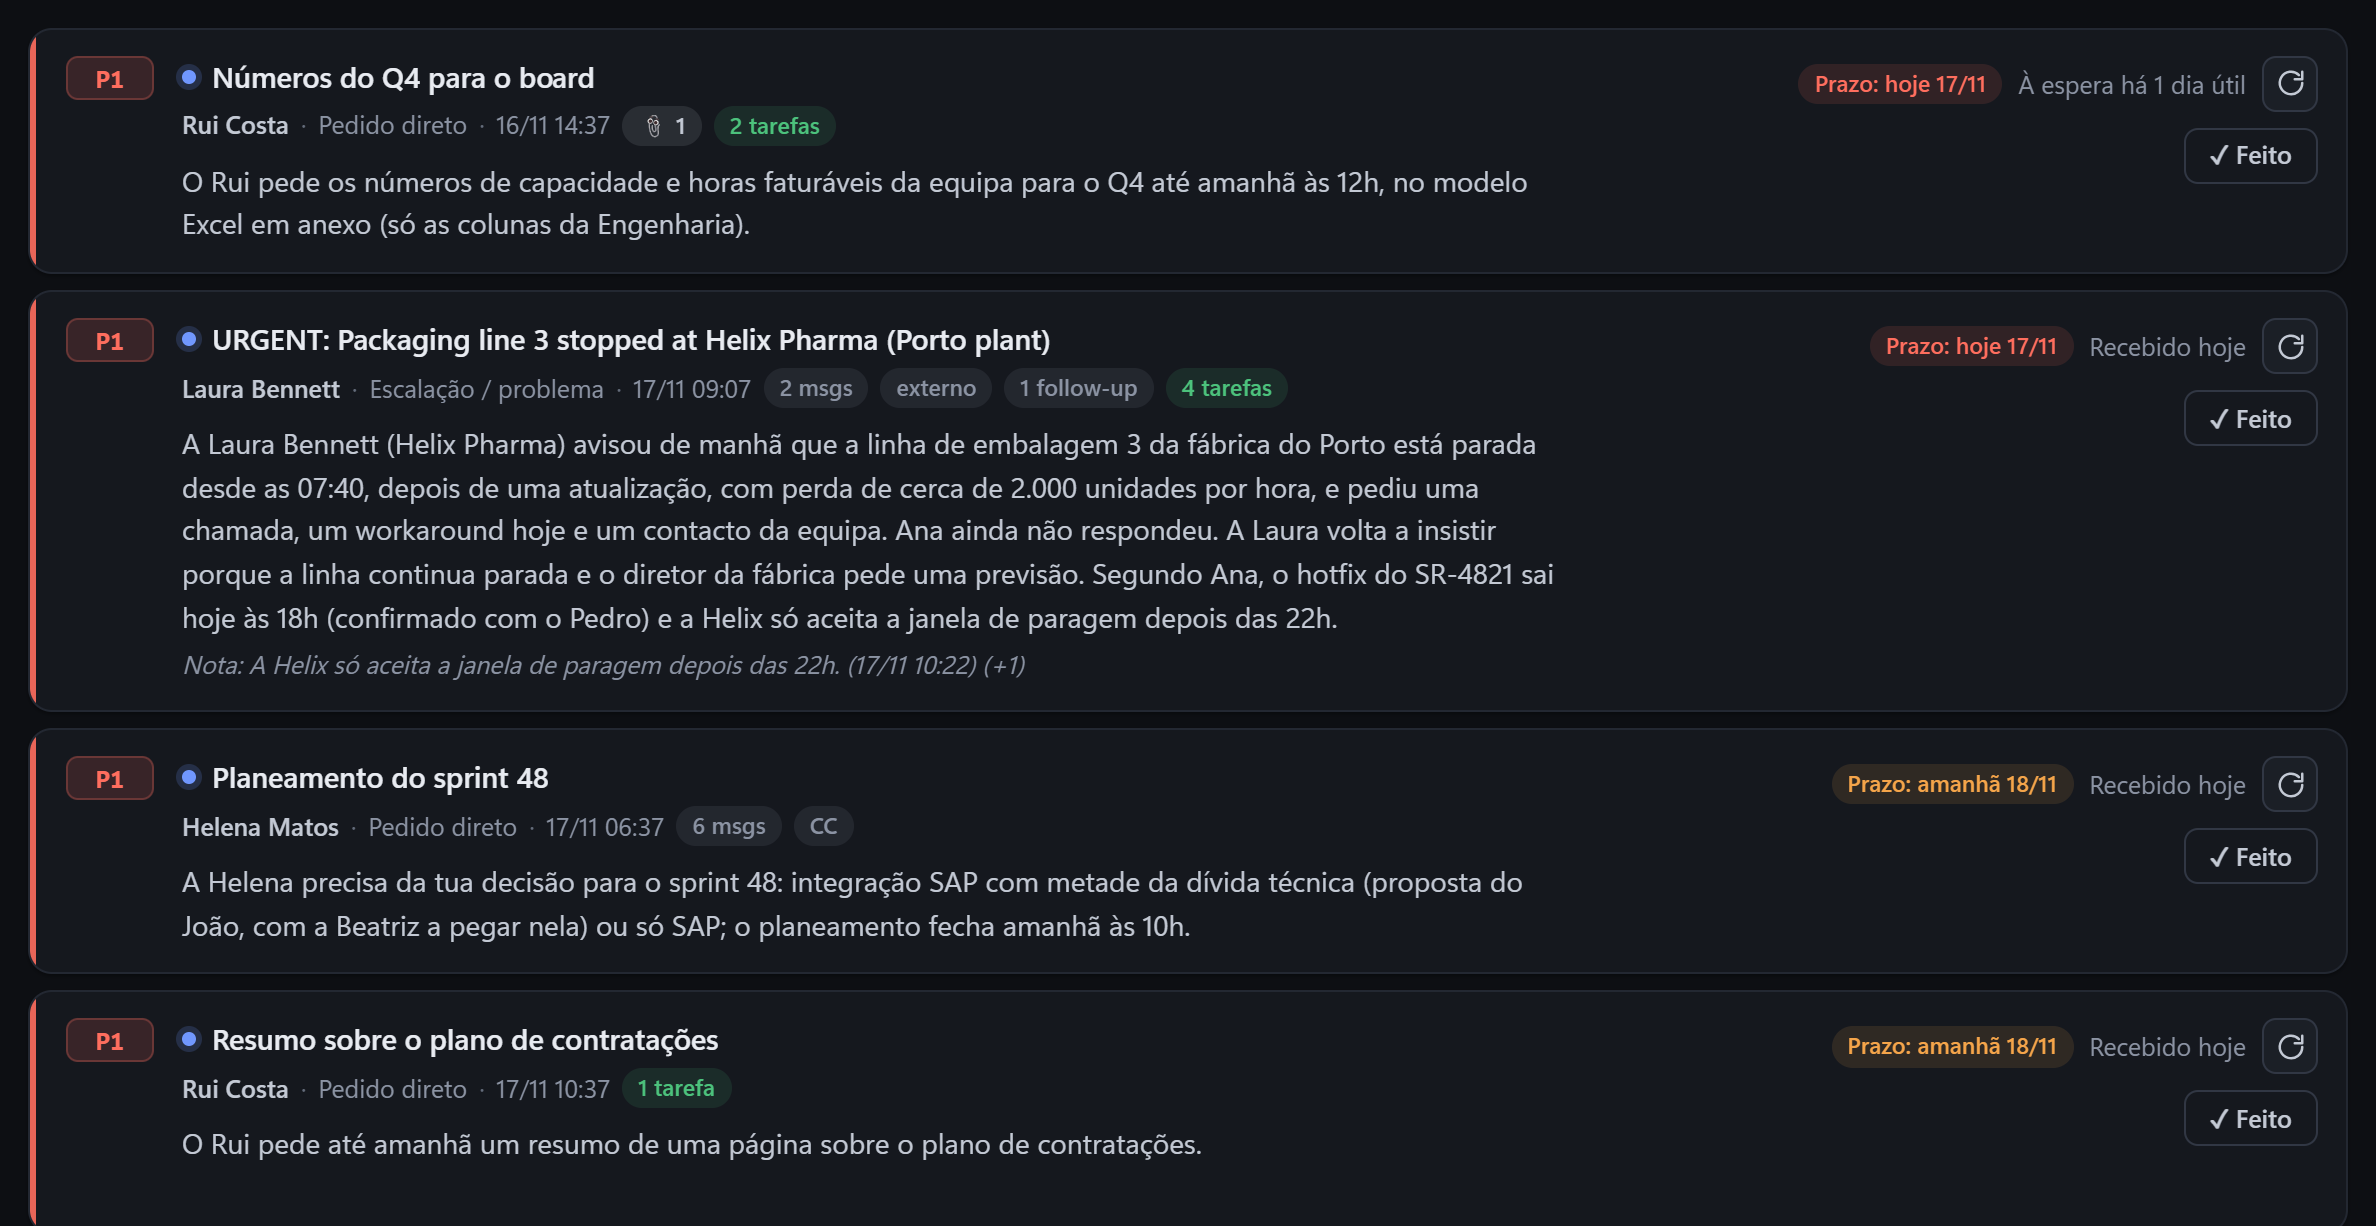 P1 Números do Q4 para o board Prazo: hoje 17/11 À espera há 1 dia útil
Rui Costa · Pedido direto · 16/11 14:37 1 2 tarefas
✓ Feito
O Rui pede os números de capacidade e horas faturáveis da equipa para o Q4 até amanhã às 12h, no modelo
Excel em anexo (só as colunas da Engenharia).
P1 URGENT: Packaging line 3 stopped at Helix Pharma (Porto plant) Prazo: hoje 17/11 Recebido hoje
Laura Bennett · Escalação / problema · 17/11 09:07 2 msgs externo 1 follow-up 4 tarefas
✓ Feito
A Laura Bennett (Helix Pharma) avisou de manhã que a linha de embalagem 3 da fábrica do Porto está parada
desde as 07:40, depois de uma atualização, com perda de cerca de 2.000 unidades por hora, e pediu uma
chamada, um workaround hoje e um contacto da equipa. Ana ainda não respondeu. A Laura volta a insistir
porque a linha continua parada e o diretor da fábrica pede uma previsão. Segundo Ana, o hotfix do SR-4821 sai
hoje às 18h (confirmado com o Pedro) e a Helix só aceita a janela de paragem depois das 22h.
Nota: A Helix só aceita a janela de paragem depois das 22h. (17/11 10:22) (+1)
P1 Planeamento do sprint 48 Prazo: amanhã 18/11 Recebido hoje
Helena Matos · Pedido direto · 17/11 06:37 6 msgs CC
✓ Feito
A Helena precisa da tua decisão para o sprint 48: integração SAP com metade da dívida técnica (proposta do
João, com a Beatriz a pegar nela) ou só SAP; o planeamento fecha amanhã às 10h.
P1 Resumo sobre o plano de contratações Prazo: amanhã 18/11 Recebido hoje
Rui Costa · Pedido direto · 17/11 10:37 1 tarefa
✓ Feito
O Rui pede até amanhã um resumo de uma página sobre o plano de contratações.